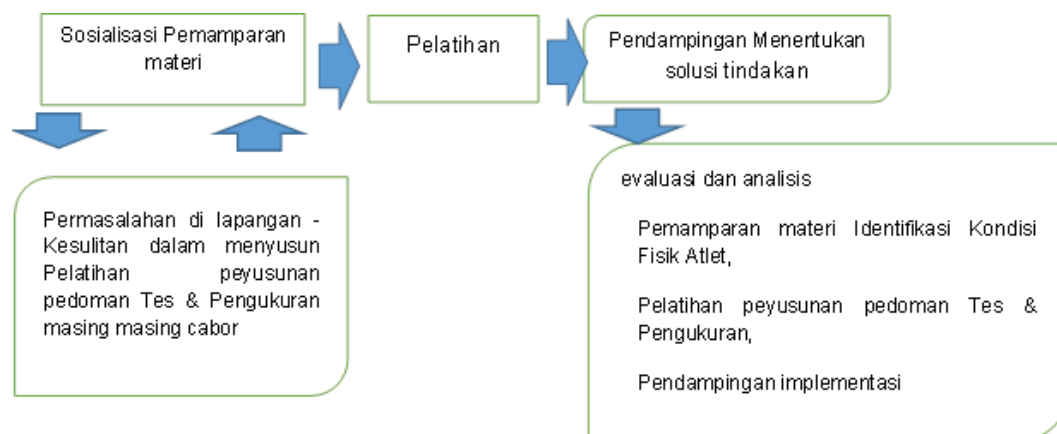 Sosialisasi Pemamparan
materi
Pelatihan
Pendampingan Menentukan
solusi tindakan
Permasalahan di lapangan -
Kesulitan dalam menyusun
Pelatihan peyusunan
pedoman Tes & Pengukuran
masing masing cabor
evaluasi dan analisis
Pemamparan materi Identifikasi Kondisi
Fisik Atlet,
Pelatihan peyusunan pedoman Tes &
Pengukuran,
Pendampingan implementasi